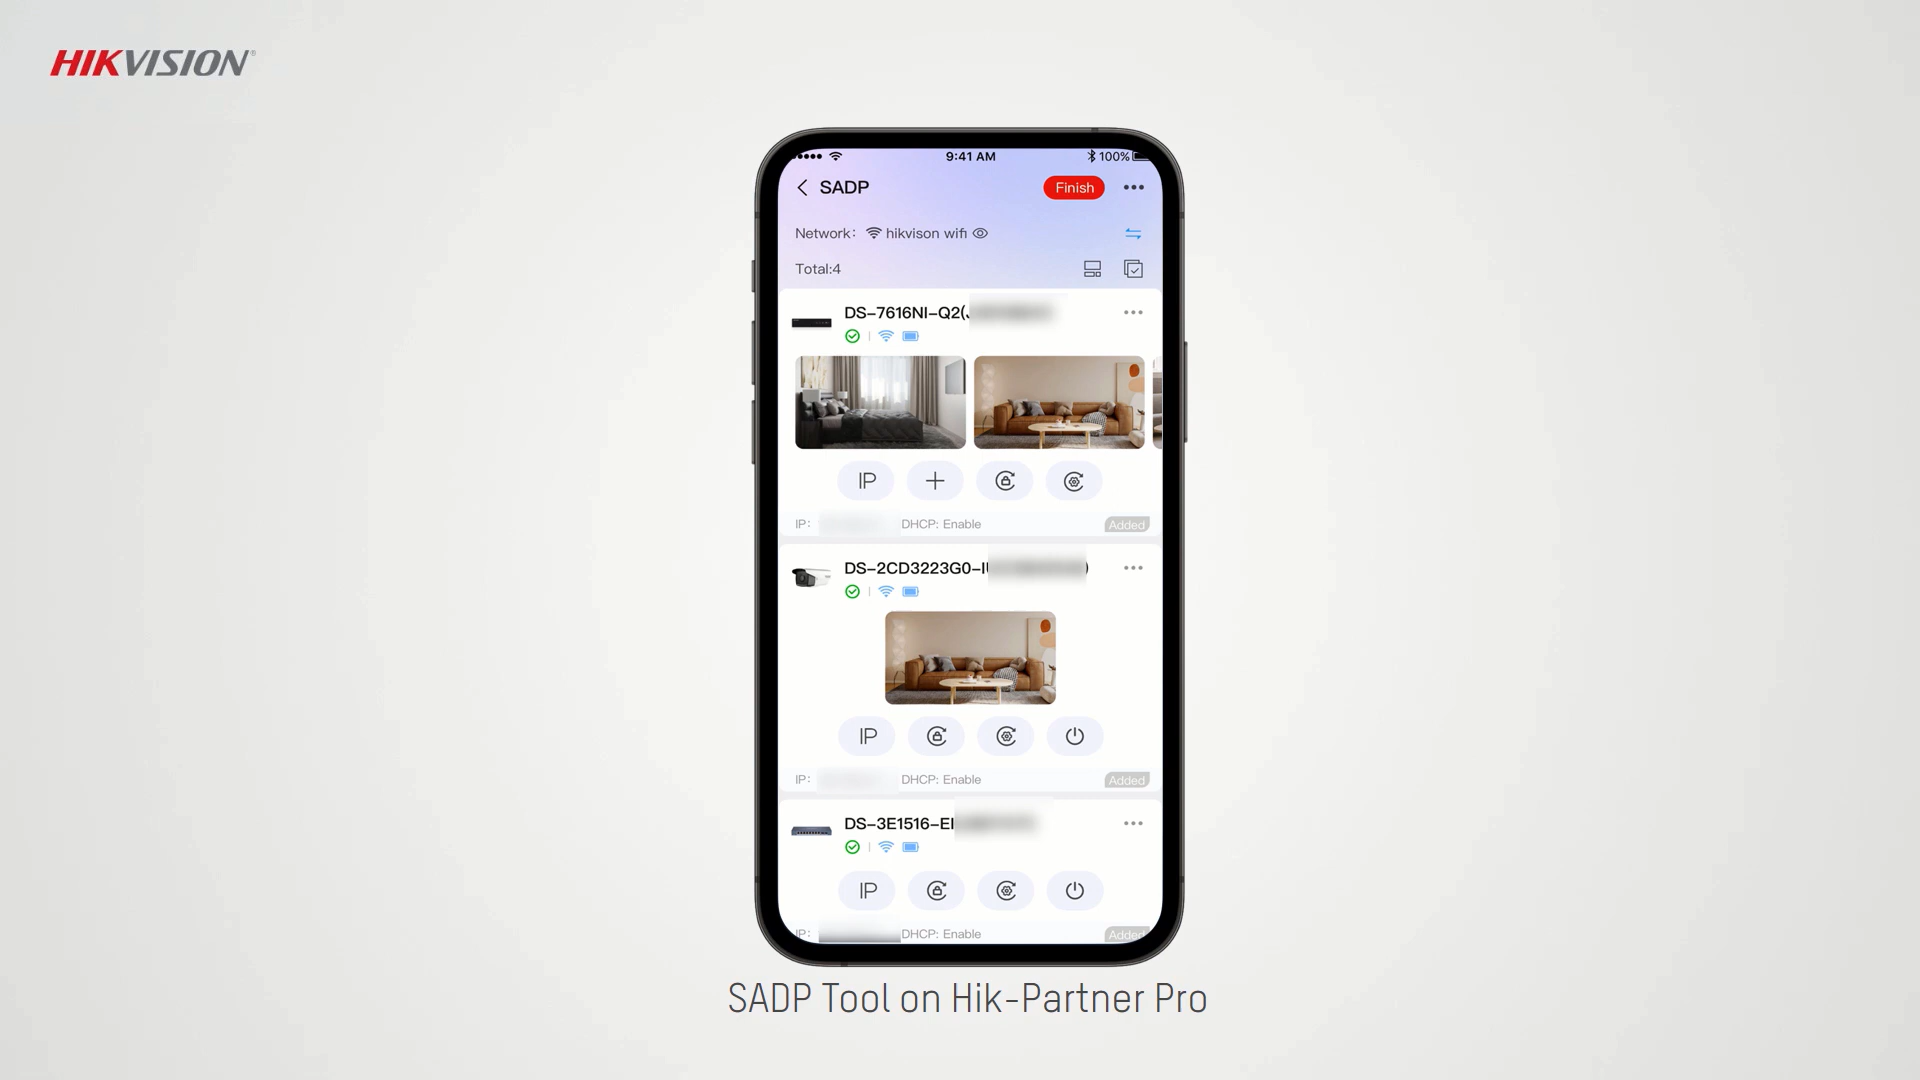 HIKVISION®
9:41 AM
100%
SADP
Finish
Network: hikvison wifi
Total:4
DS-7616NI-Q2(
IP
IP: DHCP: Enable Added
DS-2CD3223G0-I )
IP
IP: DHCP: Enable Added
DS-3E1516-EI
IP
IP: DHCP: Enable Added
SADP Tool on Hik-Partner Pro